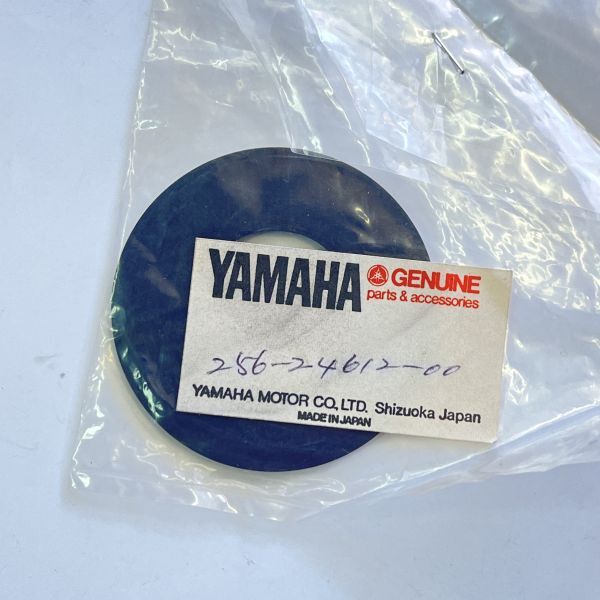 YAMAHA GENUINE
parts & accessories
256-24612-00
YAMAHA MOTOR CO., LTD. Shizuoka Japan
MADE IN JAPAN